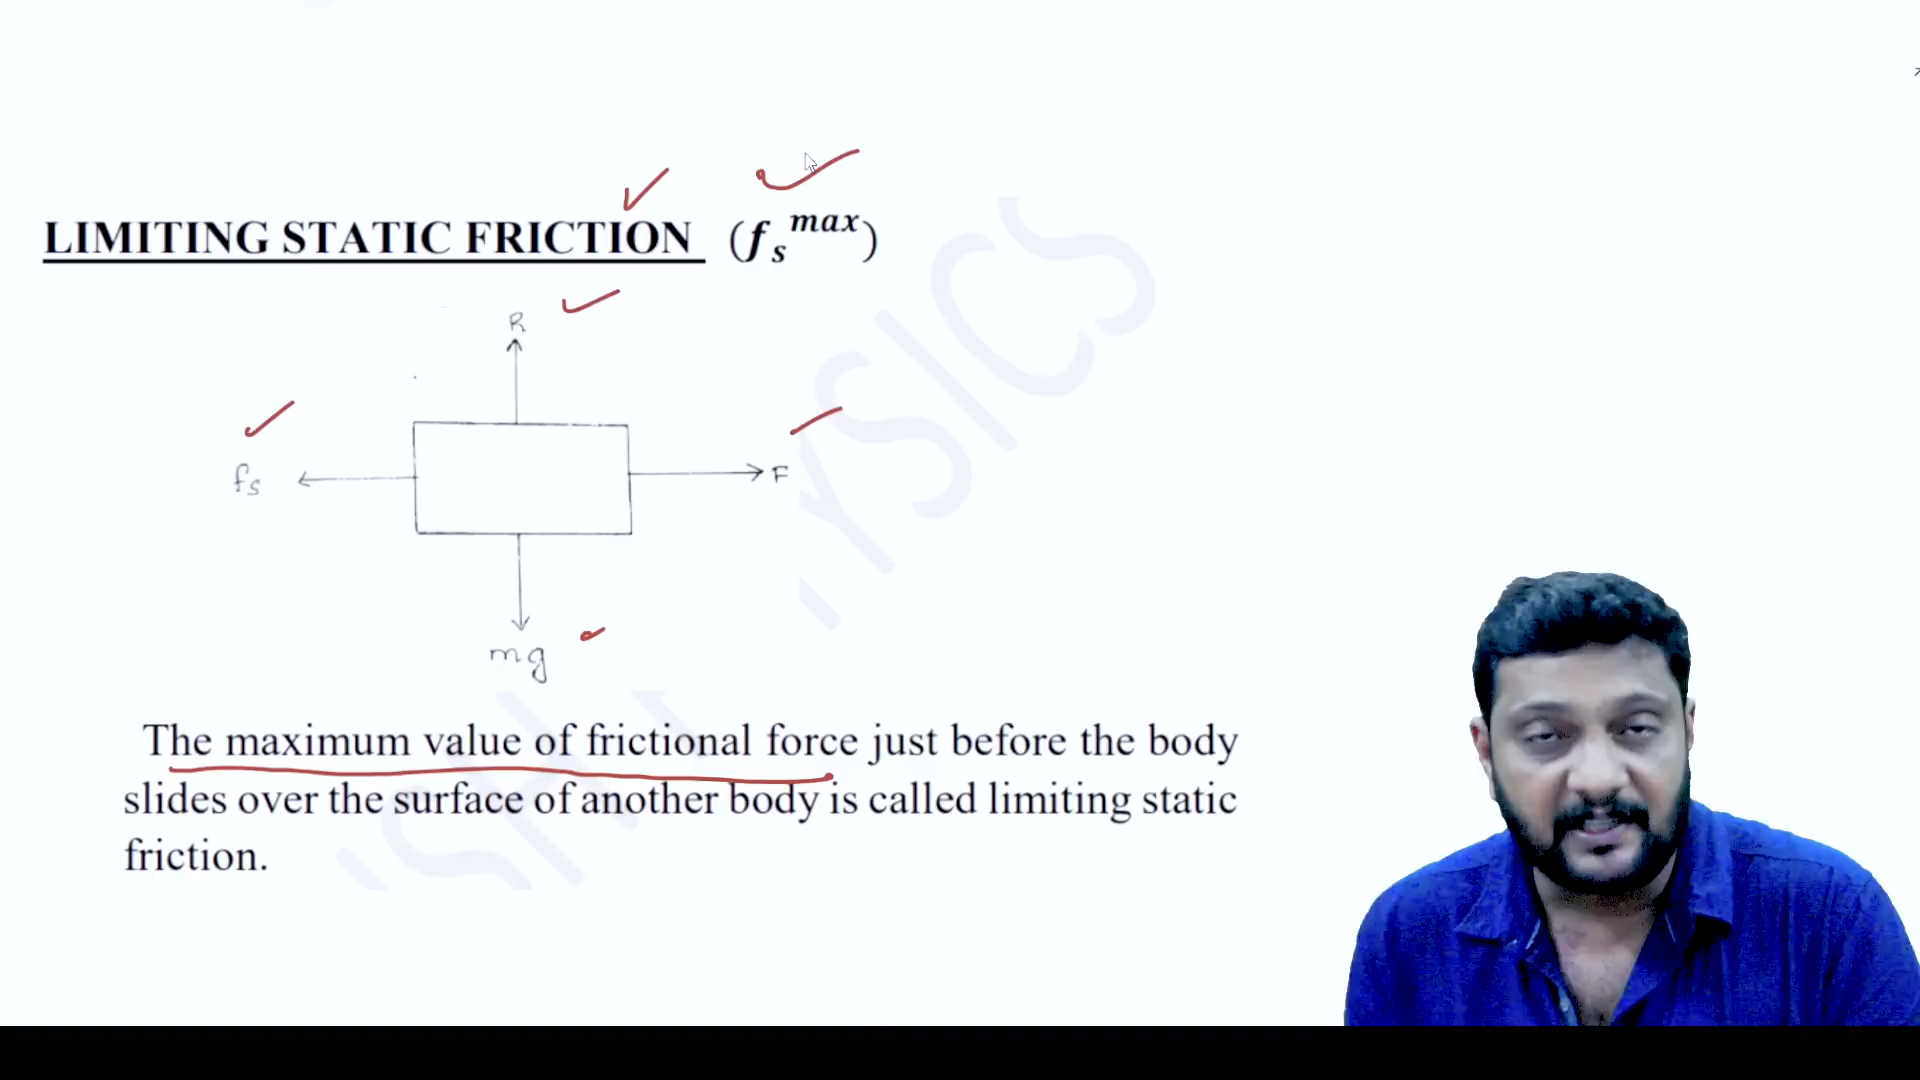 LIMITING STATIC FRICTION (fₛᵐᵃˣ)
R
fs
F
mg
The maximum value of frictional force just before the body
slides over the surface of another body is called limiting static
friction.